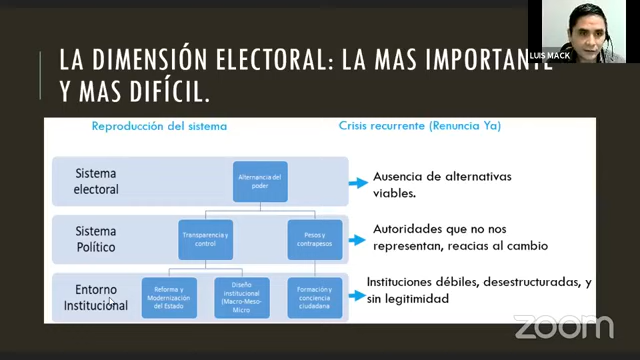 LUIS MACK
LA DIMENSIÓN ELECTORAL: LA MAS IMPORTANTE
Y MAS DIFÍCIL.
Reproducción del sistema
Crisis recurrente (Renuncia Ya)
Sistema
electoral
Alternancia del
poder
Ausencia de alternativas
viables.
Sistema
Político
Transparencia y
control
Pesos y
contrapesos
Autoridades que no nos
representan, reacias al cambio
Entorno
Institucional
Reforma y
Modernización
del Estado
Diseño
institucional
(Macro-Meso-
Micro
Formación y
conciencia
ciudadana
Instituciones débiles, desestructuradas, y
sin legitimidad
zoom